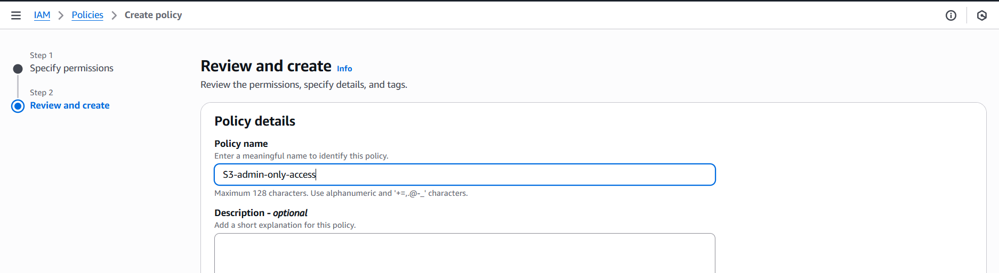 IAM > Policies > Create policy
Step 1
Specify permissions
Step 2
Review and create
Review and create Info
Review the permissions, specify details, and tags.
Policy details
Policy name
Enter a meaningful name to identify this policy.
S3-admin-only-access
Maximum 128 characters. Use alphanumeric and '+=,.@-_' characters.
Description - optional
Add a short explanation for this policy.